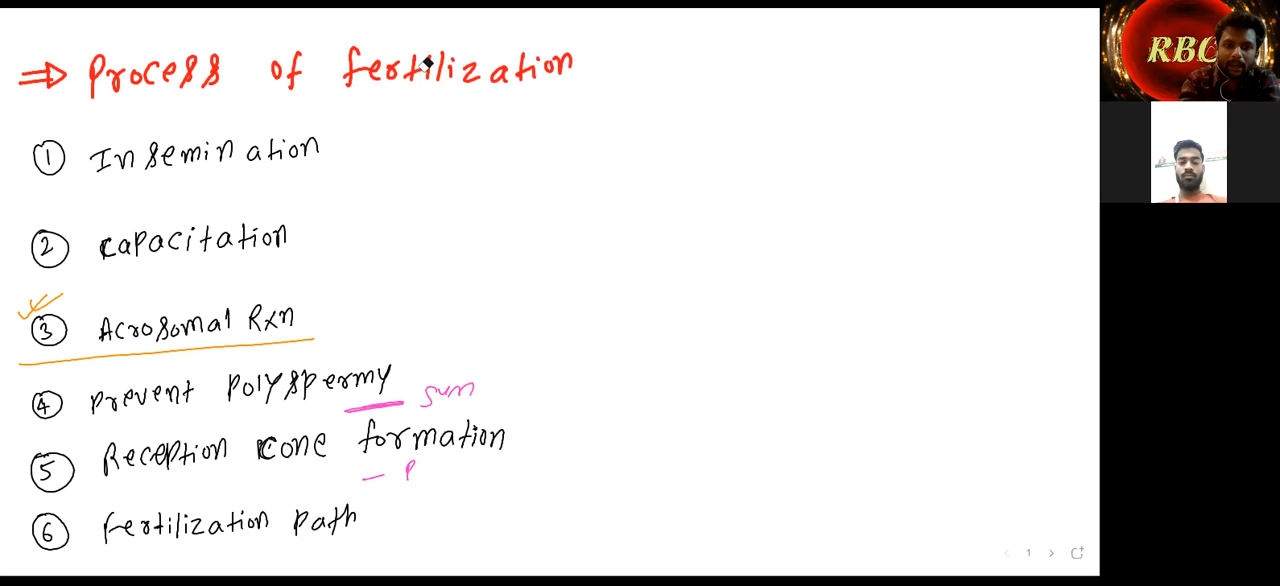 ⇒ Process of fertilization
① Insemination
② Capacitation
③ Acrosomal Rxn
④ Prevent Polyspermy sum
⑤ Reception cone formation
– P
⑥ Fertilization Path
1
RBC